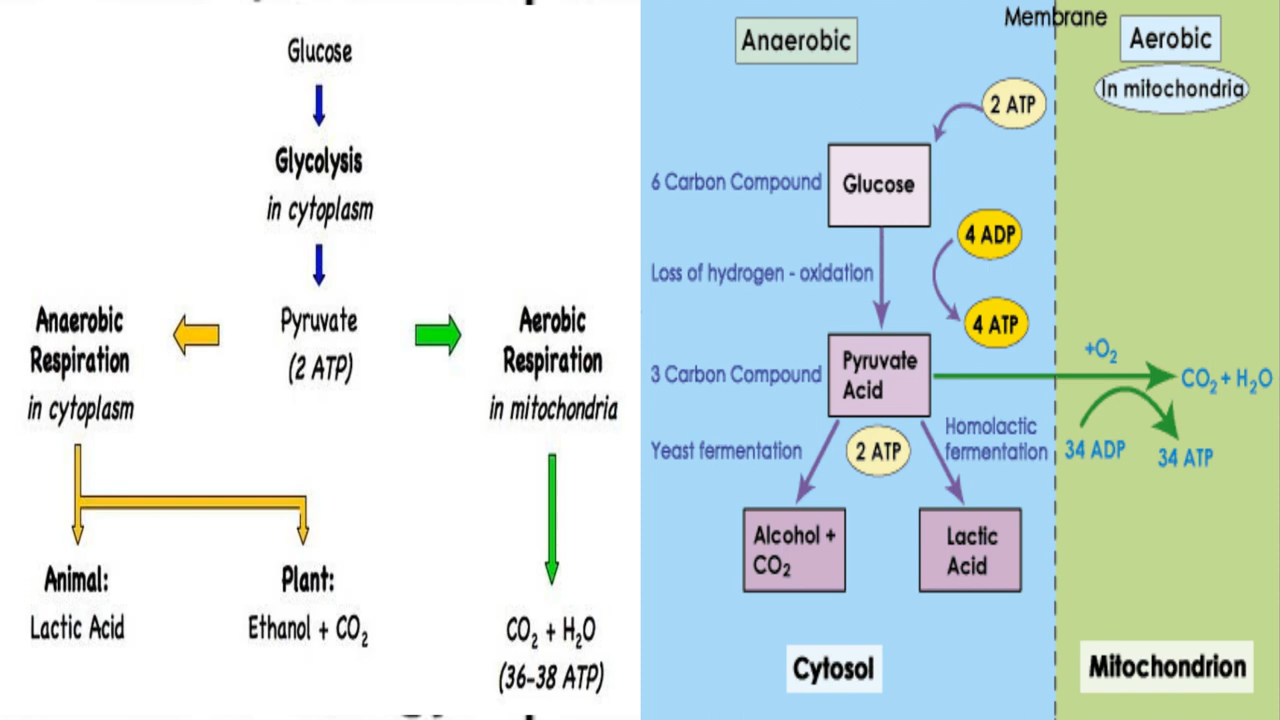 Glucose
Glycolysis
in cytoplasm
Anaerobic
Respiration
in cytoplasm
Pyruvate
(2 ATP)
Aerobic
Respiration
in mitochondria
Animal:
Lactic Acid
Plant:
Ethanol + CO₂
CO₂ + H₂O
(36-38 ATP)
Membrane
Anaerobic
Aerobic
In mitochondria
2 ATP
6 Carbon Compound
Glucose
4 ADP
Loss of hydrogen - oxidation
4 ATP
3 Carbon Compound
Pyruvate
Acid
+O₂
CO₂ + H₂O
Yeast fermentation
2 ATP
Homolactic
fermentation
34 ADP
34 ATP
Alcohol +
CO₂
Lactic
Acid
Cytosol
Mitochondrion